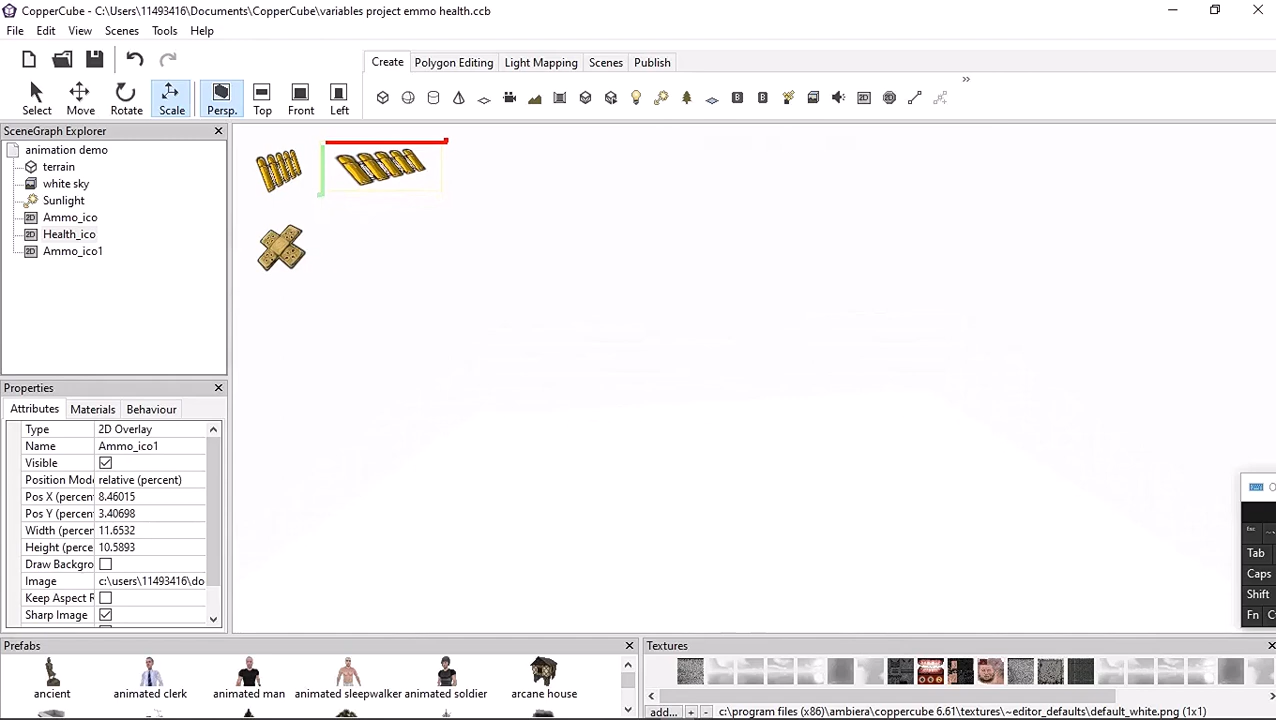 CopperCube - C:\Users\11493416\Documents\CopperCube\variables project emmo health.ccb
File Edit View Scenes Tools Help
Create Polygon Editing Light Mapping Scenes Publish
Select Move Rotate Scale Persp. Top Front Left
SceneGraph Explorer
animation demo
terrain
white sky
Sunlight
2D Ammo_ico
2D Health_ico
2D Ammo_ico1
Properties
Attributes Materials Behaviour
Type 2D Overlay
Name Ammo_ico1
Visible
Position Mode relative (percent)
Pos X (percen 8.46015
Pos Y (percen 3.40698
Width (percen 11.6532
Height (perce 10.5893
Draw Backgro
Image c:\users\11493416\do
Keep Aspect R
Sharp Image
Esc
Tab
Caps
Shift
Fn
Prefabs
ancient animated clerk animated man animated sleepwalker animated soldier arcane house
Textures
add... + - c:\program files (x86)\ambiera\coppercube 6.61\textures\~editor_defaults\default_white.png (1x1)